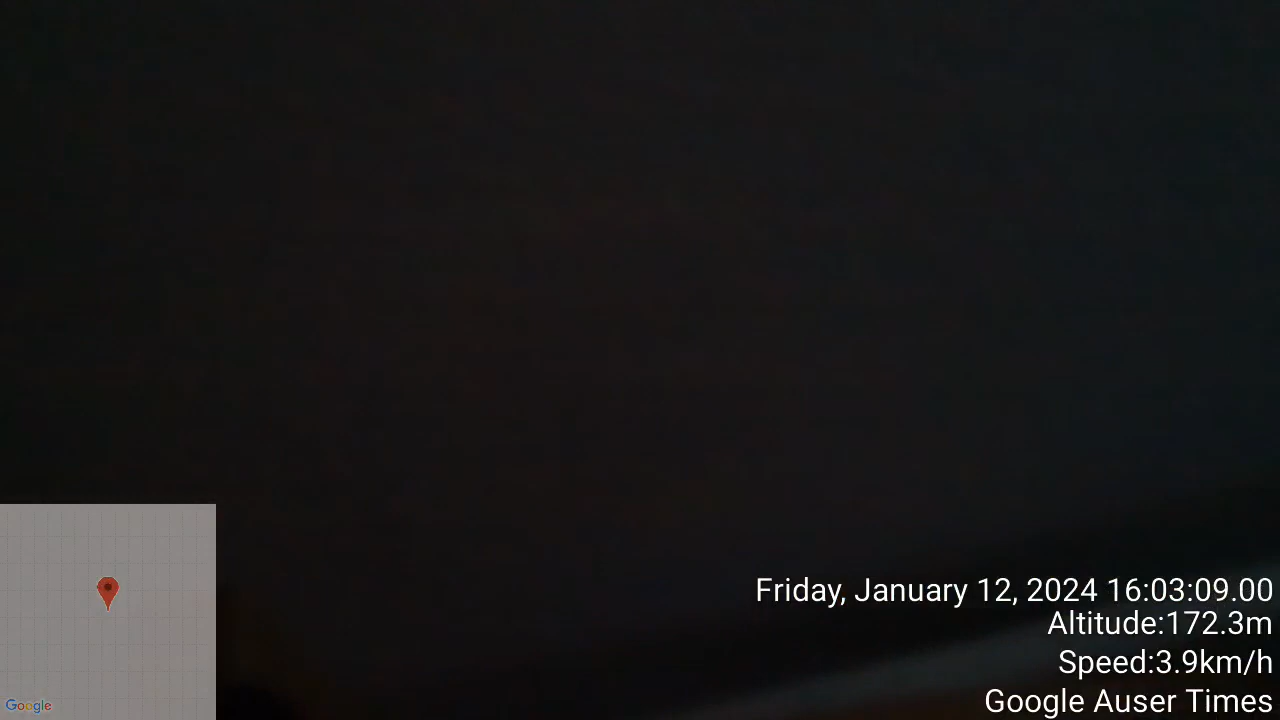 Friday, January 12, 2024 16:03:09.00
Altitude:172.3m
Speed:3.9km/h
Google Auser Times
Google